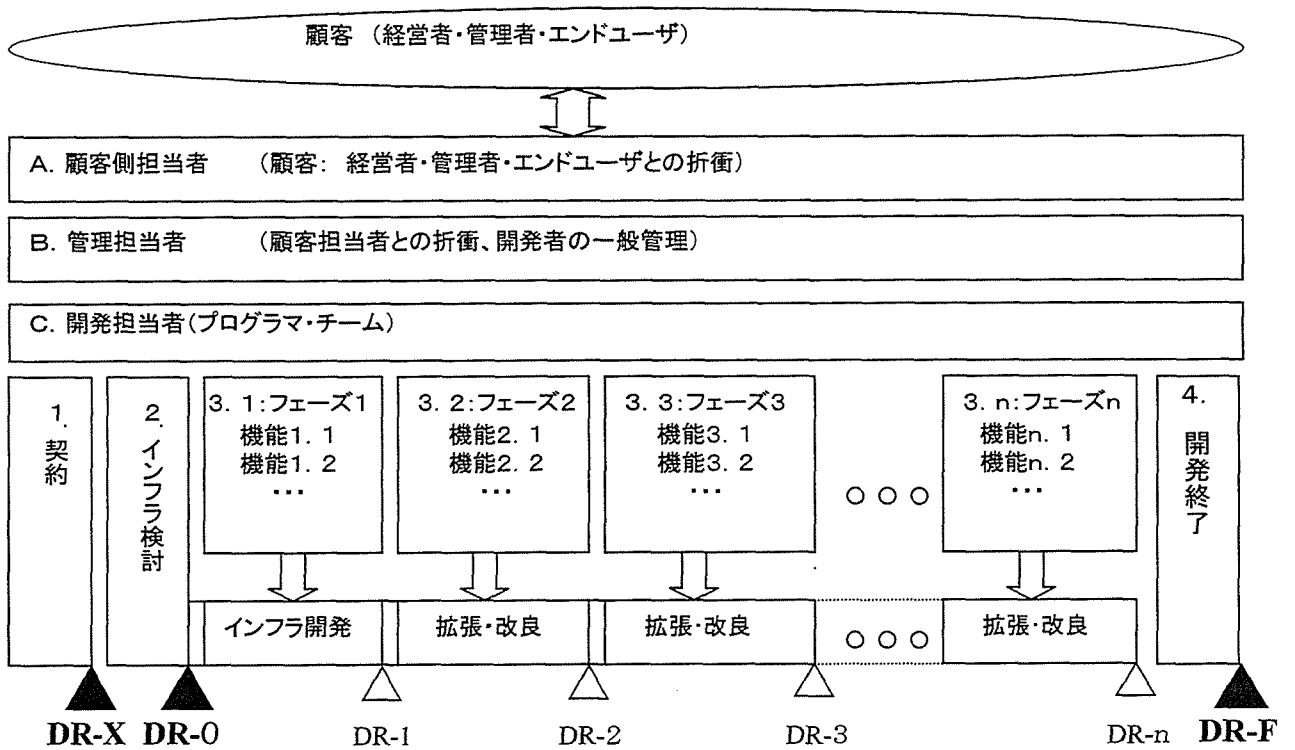 顧客 (経営者・管理者・エンドユーザ)
A. 顧客側担当者 (顧客: 経営者・管理者・エンドユーザとの折衝)
B. 管理担当者 (顧客担当者との折衝、開発者の一般管理)
C. 開発担当者(プログラマ・チーム)
1.契約
2.インフラ検討
3. 1:フェーズ1
機能1. 1
機能1. 2
・・・
3. 2:フェーズ2
機能2. 1
機能2. 2
・・・
3. 3:フェーズ3
機能3. 1
機能3. 2
・・・
○○○
3. n:フェーズn
機能n. 1
機能n. 2
・・・
4.開発終了
インフラ開発
拡張・改良
拡張・改良
○○○
拡張・改良
DR-X
DR-0
DR-1
DR-2
DR-3
DR-n
DR-F